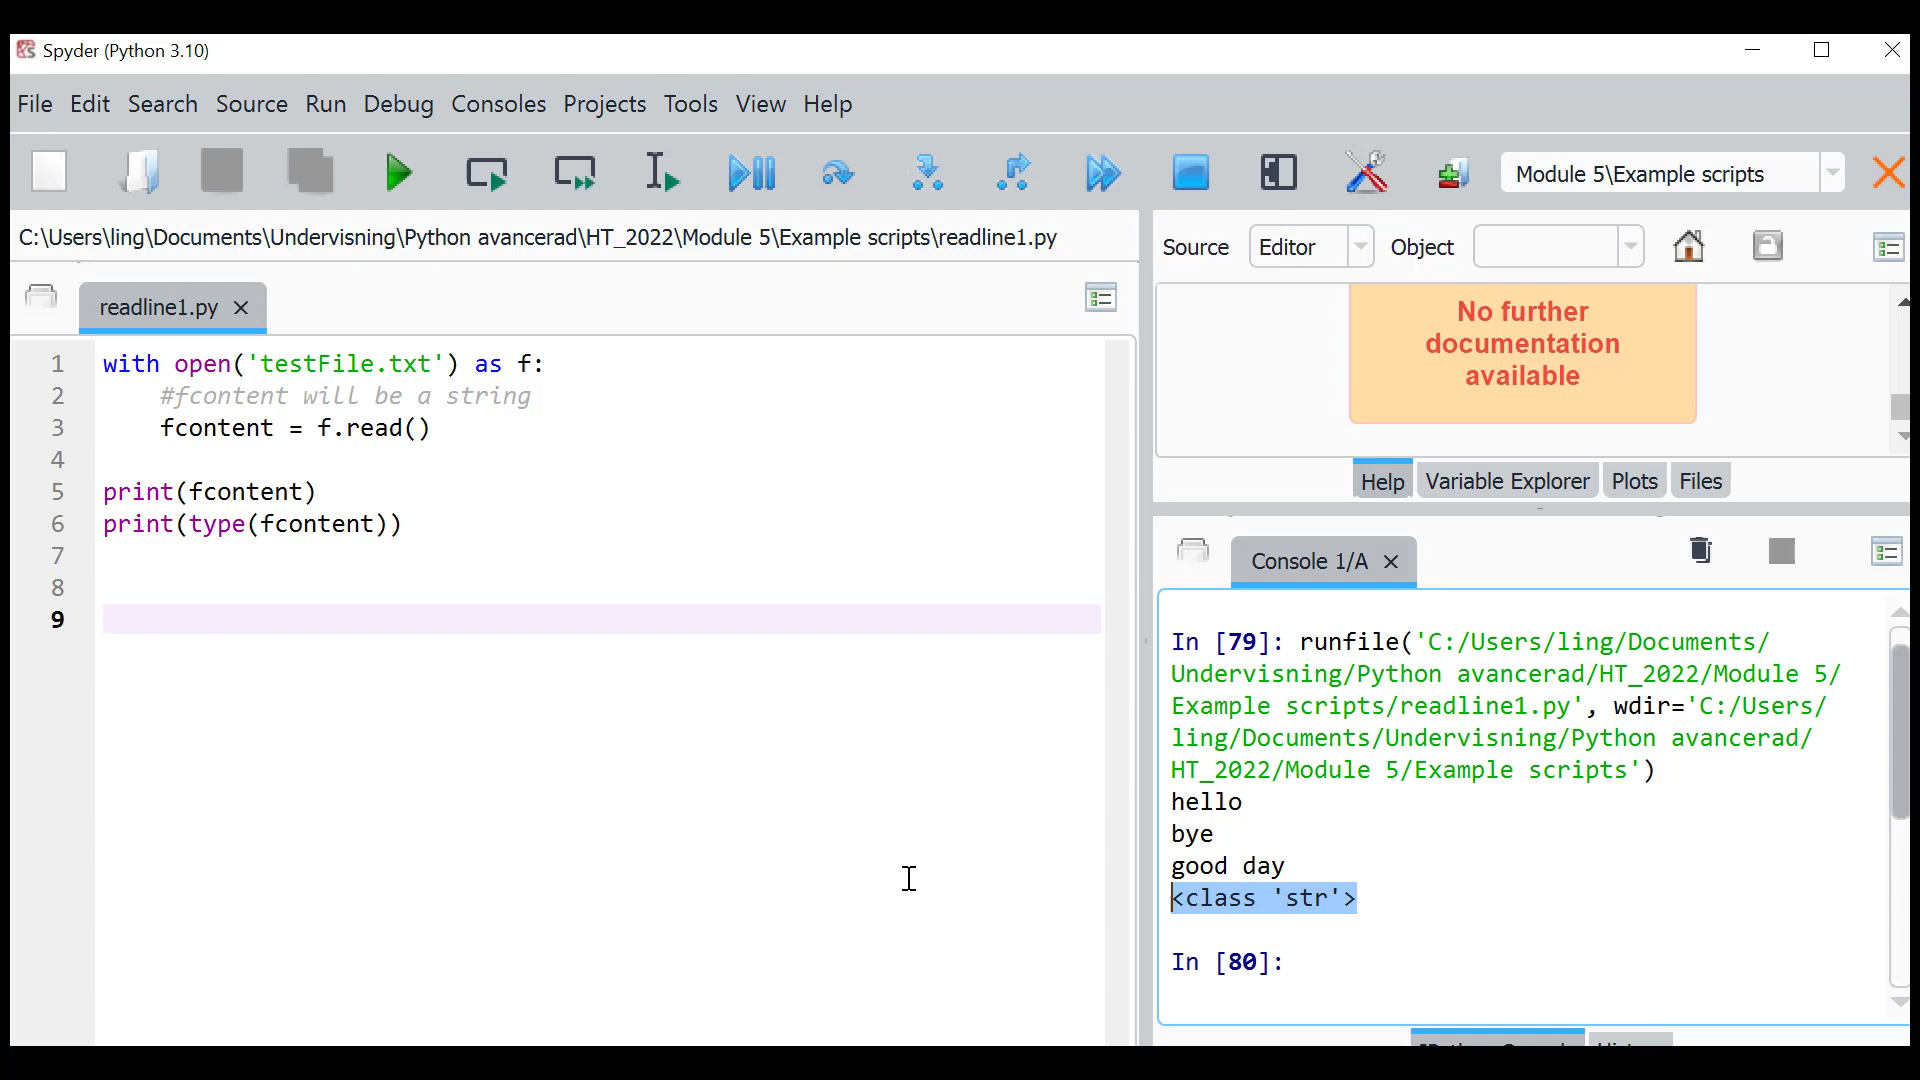 Spyder (Python 3.10)
File Edit Search Source Run Debug Consoles Projects Tools View Help
Module 5\Example scripts
C:\Users\ling\Documents\Undervisning\Python avancerad\HT_2022\Module 5\Example scripts\readline1.py
Source Editor Object
readline1.py
No further
documentation
available
Help Variable Explorer Plots Files
1 with open('testFile.txt') as f:
2 #fcontent will be a string
3 fcontent = f.read()
4
5 print(fcontent)
6 print(type(fcontent))
7
8
9
Console 1/A
In [79]: runfile('C:/Users/ling/Documents/
Undervisning/Python avancerad/HT_2022/Module 5/
Example scripts/readline1.py', wdir='C:/Users/
ling/Documents/Undervisning/Python avancerad/
HT_2022/Module 5/Example scripts')
hello
bye
good day
<class 'str'>
In [80]: